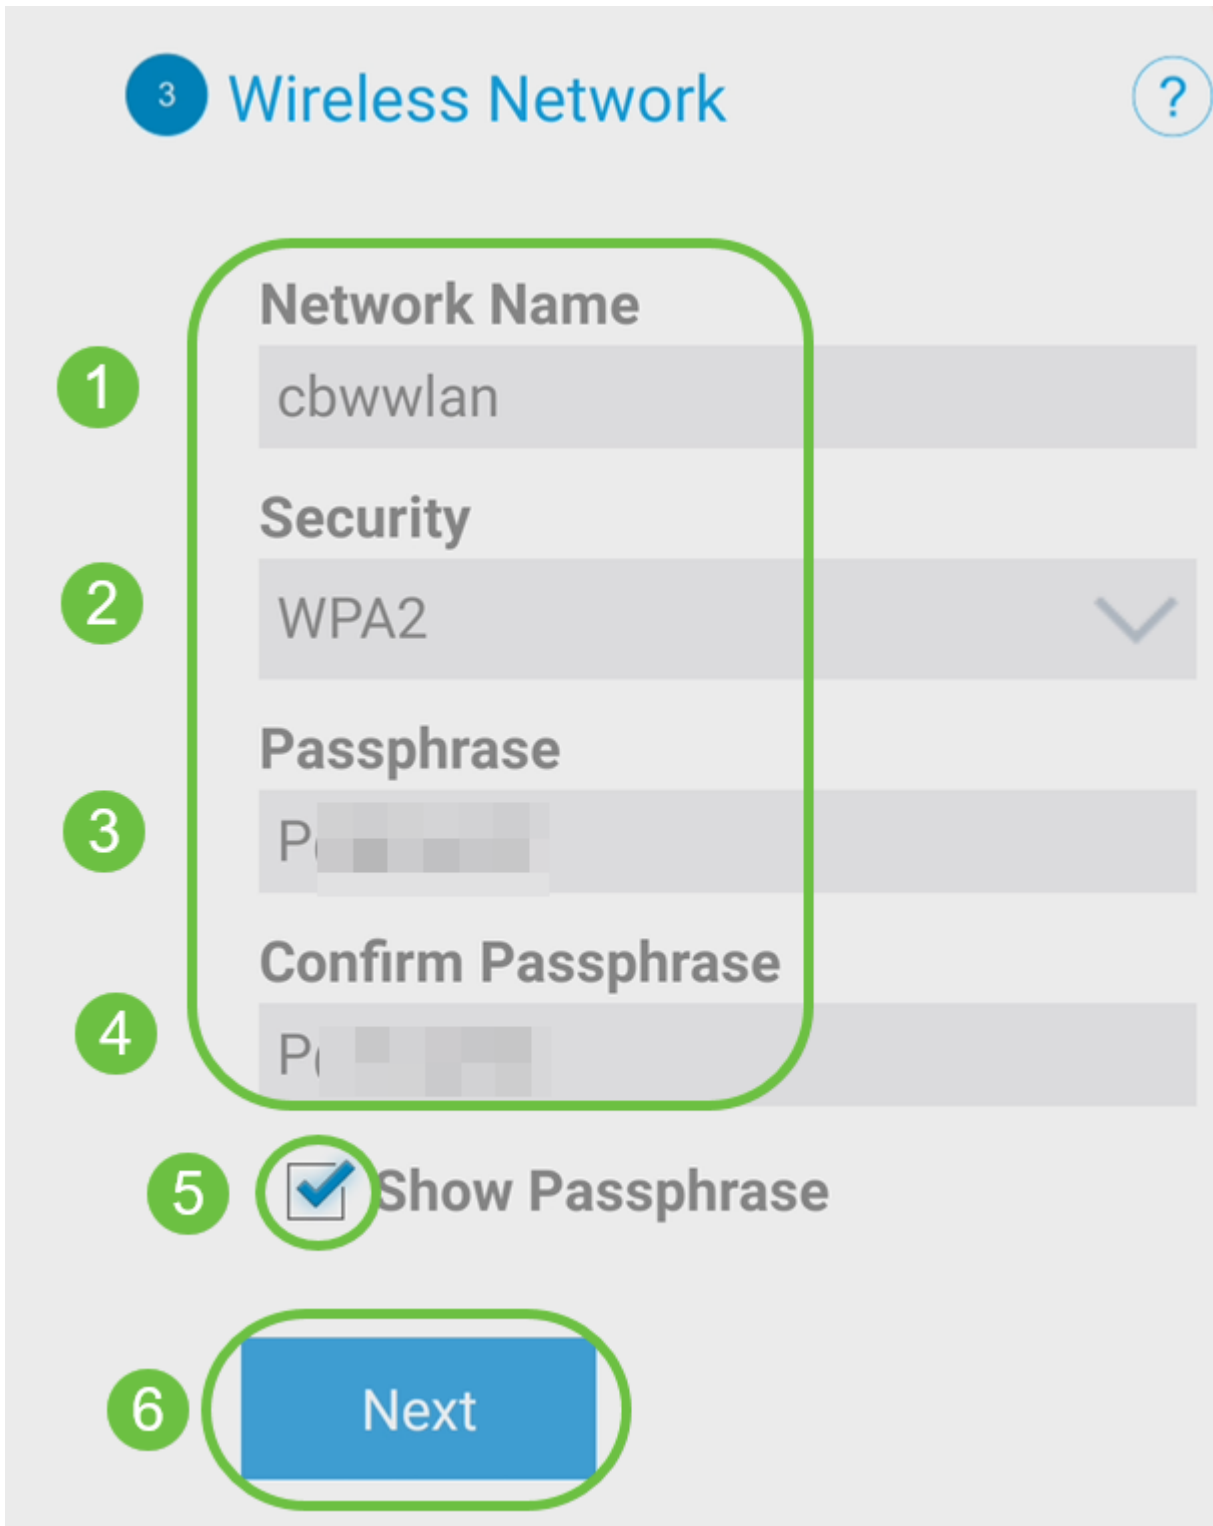 3 Wireless Network ?
Network Name
1 cbwwlan
Security
2 WPA2
Passphrase
3
Confirm Passphrase
4
5 Show Passphrase
6 Next